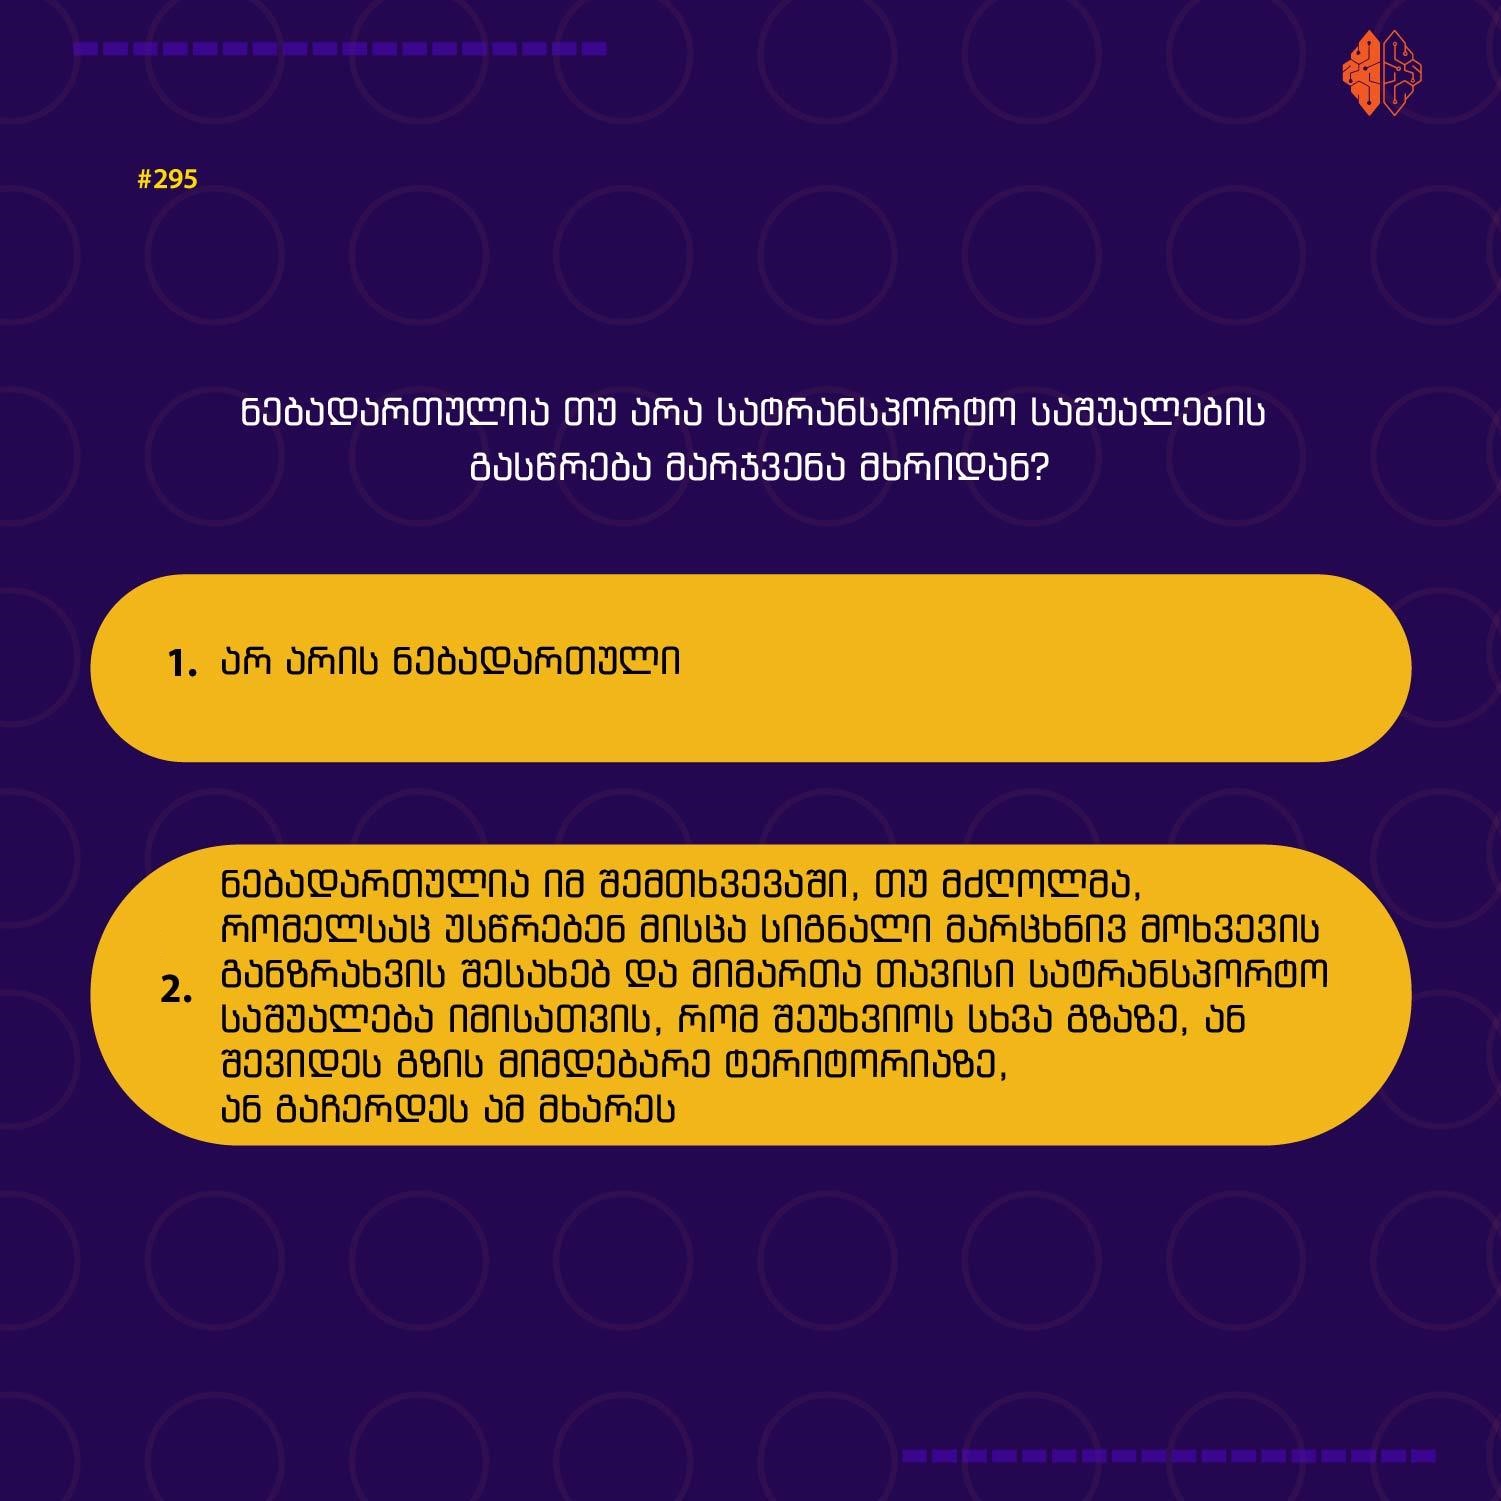 #295
ნებადართულია თუ არა სატრანსპორტო საშუალების
გასწრება მარჯვენა მხრიდან?
1. არ არის ნებადართული
ნებადართულია იმ შემთხვევაში, თუ მძღოლმა,
რომელსაც უსწრებენ მისცა სიგნალი მარცხნივ მოხვევის
2. განზრახვის შესახებ და მიმართა თავისი სატრანსპორტო
საშუალება იმისათვის, რომ შეუხვიოს სხვა გზაზე, ან
შევიდეს გზის მიმდებარე ტერიტორიაზე,
ან გაჩერდეს ამ მხარეს